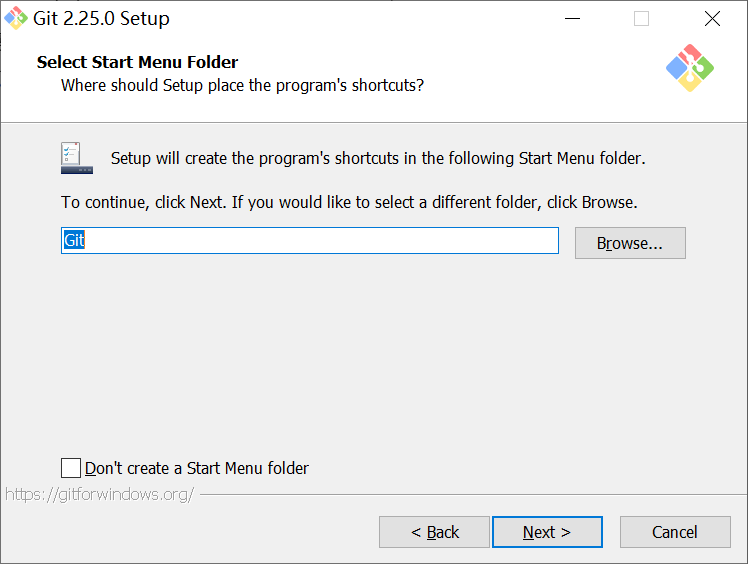 Git 2.25.0 Setup
Select Start Menu Folder
Where should Setup place the program's shortcuts?
Setup will create the program's shortcuts in the following Start Menu folder.
To continue, click Next. If you would like to select a different folder, click Browse.
Git
Browse...
Don't create a Start Menu folder
https://gitforwindows.org/
< Back
Next >
Cancel